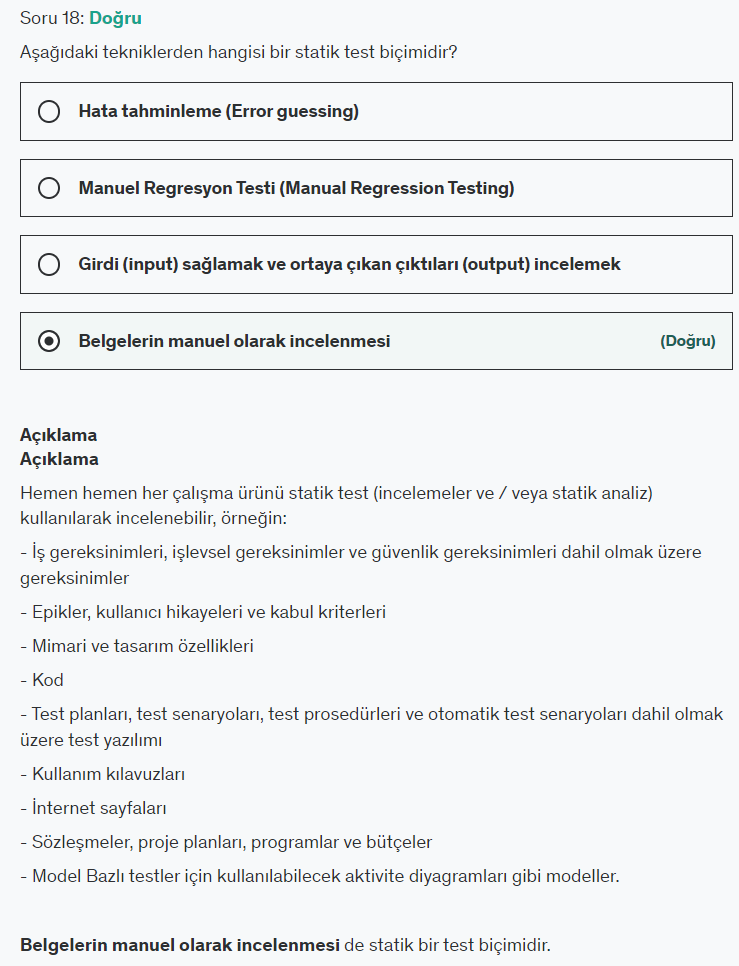 Soru 18: Doğru
Aşağıdaki tekniklerden hangisi bir statik test biçimidir?
Hata tahminleme (Error guessing)
Manuel Regresyon Testi (Manual Regression Testing)
Girdi (input) sağlamak ve ortaya çıkan çıktıları (output) incelemek
Belgelerin manuel olarak incelenmesi (Doğru)
Açıklama
Açıklama
Hemen hemen her çalışma ürünü statik test (incelemeler ve / veya statik analiz)
kullanılarak incelenebilir, örneğin:
- İş gereksinimleri, işlevsel gereksinimler ve güvenlik gereksinimleri dahil olmak üzere
gereksinimler
- Epikler, kullanıcı hikayeleri ve kabul kriterleri
- Mimari ve tasarım özellikleri
- Kod
- Test planları, test senaryoları, test prosedürleri ve otomatik test senaryoları dahil olmak
üzere test yazılımı
- Kullanım kılavuzları
- İnternet sayfaları
- Sözleşmeler, proje planları, programlar ve bütçeler
- Model Bazlı testler için kullanılabilecek aktivite diyagramları gibi modeller.
Belgelerin manuel olarak incelenmesi de statik bir test biçimidir.